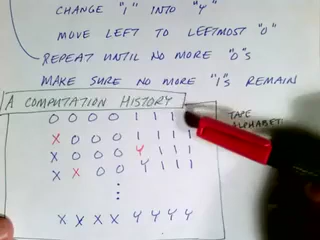 CHANGE "1" INTO "Y"
MOVE LEFT TO LEFTMOST "0"
REPEAT UNTIL NO MORE "0"S
MAKE SURE NO MORE "1"S REMAIN
A COMPUTATION HISTORY
TAPE
ALPHABET:
0 0 0 0 1 1 1 1
X 0 0 0 1 1 1 1
X 0 0 0 Y 1 1 1
X X 0 0 Y 1 1 1
X X X X Y Y Y Y